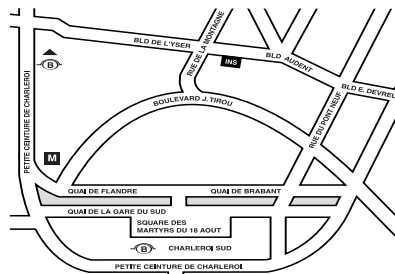 BLD DE L'YSER
RUE DE LA MONTAGNE
INS
BLD AUDENT
BLD E. DEVREU
B
PETITE CEINTURE DE CHARLEROI
BOULEVARD J. TIROU
RUE DU PONT NEUF
M
QUAI DE FLANDRE
QUAI DE BRABANT
QUAI DE LA GARE DU SUD
SQUARE DES
MARTYRS DU 18 AOUT
B
CHARLEROI SUD
PETITE CEINTURE DE CHARLEROI